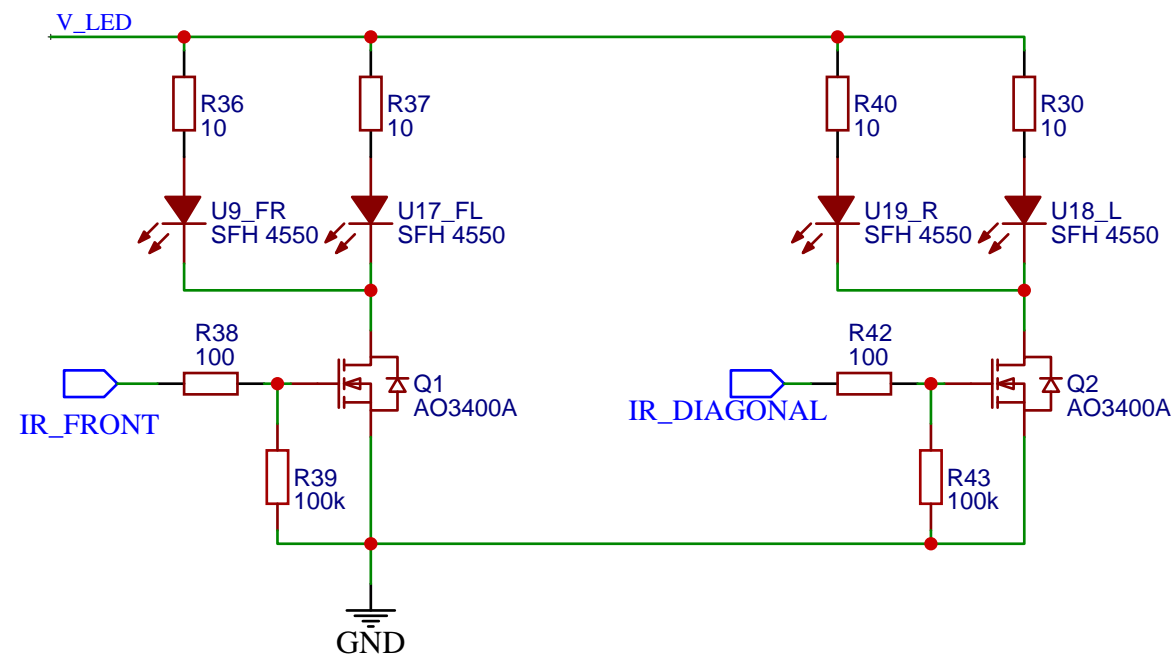 V_LED
R36
10
R37
10
R40
10
R30
10
U9_FR
SFH 4550
U17_FL
SFH 4550
U19_R
SFH 4550
U18_L
SFH 4550
R38
100
R42
100
Q1
AO3400A
Q2
AO3400A
IR_FRONT
IR_DIAGONAL
R39
100k
R43
100k
GND